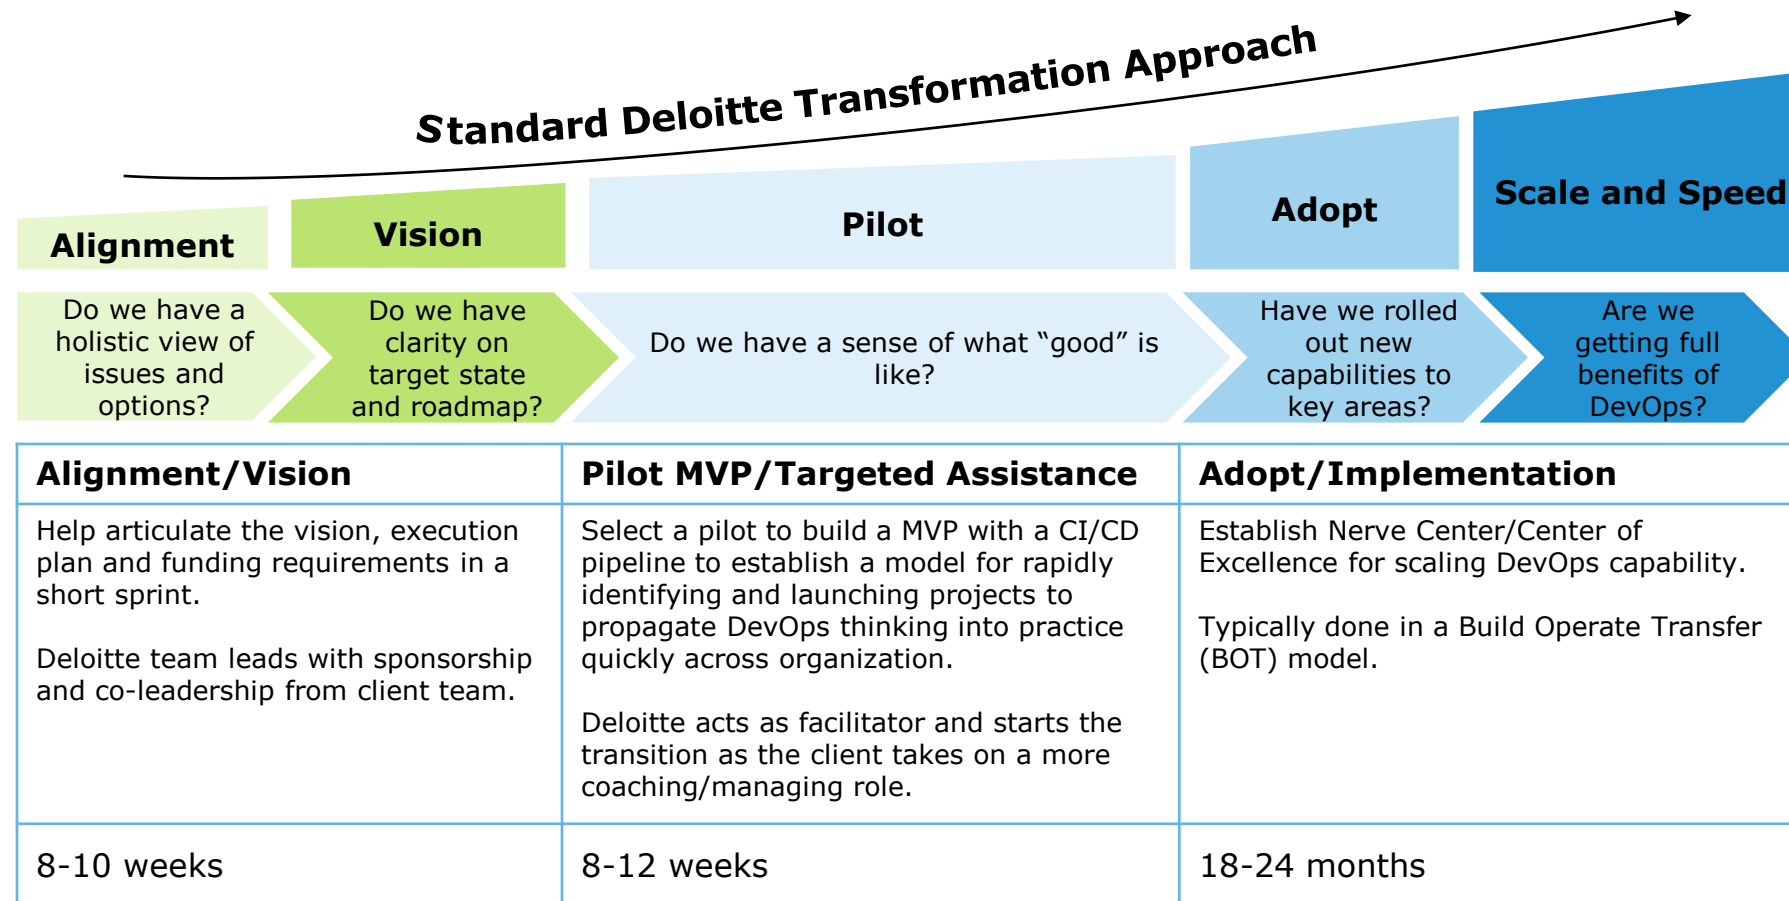 Standard Deloitte Transformation Approach
Alignment
Vision
Pilot
Adopt
Scale and Speed
Do we have a
holistic view of
issues and
options?
Do we have
clarity on
target state
and roadmap?
Do we have a sense of what “good” is
like?
Have we rolled
out new
capabilities to
key areas?
Are we
getting full
benefits of
DevOps?
Alignment/Vision
Help articulate the vision, execution
plan and funding requirements in a
short sprint.
Deloitte team leads with sponsorship
and co-leadership from client team.
8-10 weeks
Pilot MVP/Targeted Assistance
Select a pilot to build a MVP with a CI/CD
pipeline to establish a model for rapidly
identifying and launching projects to
propagate DevOps thinking into practice
quickly across organization.
Deloitte acts as facilitator and starts the
transition as the client takes on a more
coaching/managing role.
8-12 weeks
Adopt/Implementation
Establish Nerve Center/Center of
Excellence for scaling DevOps capability.
Typically done in a Build Operate Transfer
(BOT) model.
18-24 months